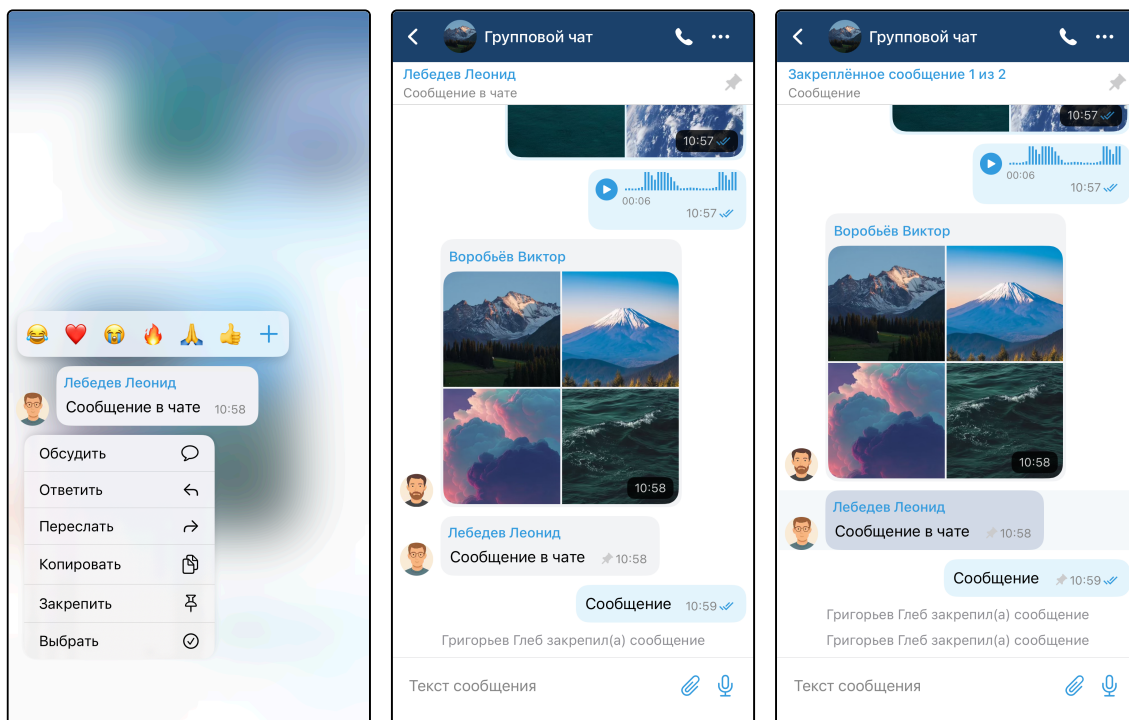 Лебедев Леонид
Сообщение в чате 10:58
Обсудить
Ответить
Переслать
Копировать
Закрепить
Выбрать
Групповой чат
Лебедев Леонид
Сообщение в чате
10:57
00:06
10:57
Воробьёв Виктор
10:58
Лебедев Леонид
Сообщение в чате 10:58
Сообщение 10:59
Григорьев Глеб закрепил(а) сообщение
Текст сообщения
Групповой чат
Закреплённое сообщение 1 из 2
Сообщение
10:57
00:06
10:57
Воробьёв Виктор
10:58
Лебедев Леонид
Сообщение в чате 10:58
Сообщение 10:59
Григорьев Глеб закрепил(а) сообщение
Григорьев Глеб закрепил(а) сообщение
Текст сообщения